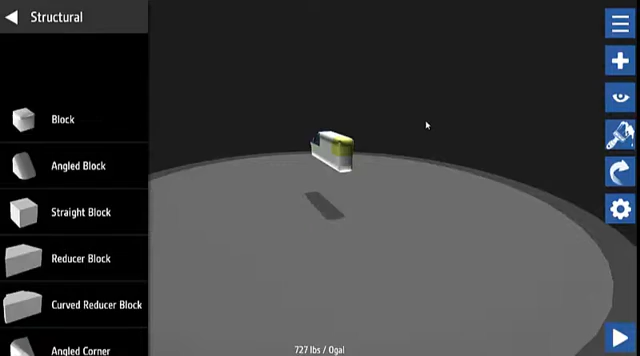 Structural
Block
Angled Block
Straight Block
Reducer Block
Curved Reducer Block
Angled Corner
727 lbs / 0gal